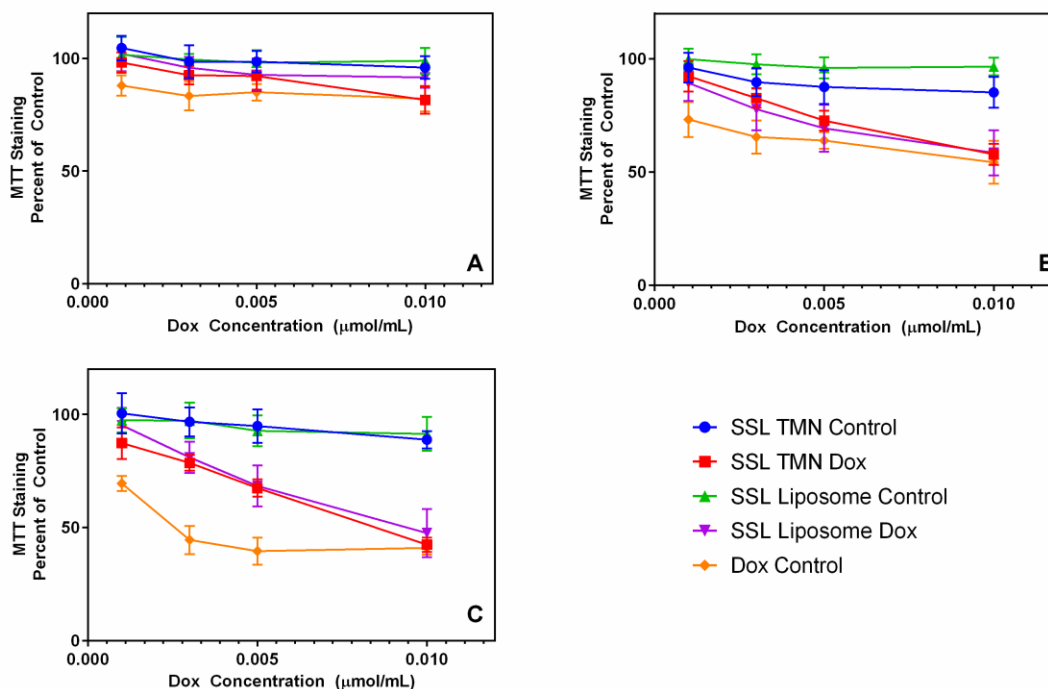 MTT Staining
Percent of Control
100
50
0
0.000
0.005
0.010
Dox Concentration (μmol/mL)
A
MTT Staining
Percent of Control
100
50
0
0.000
0.005
0.010
Dox Concentration (μmol/mL)
MTT Staining
Percent of Control
100
50
0
0.000
0.005
0.010
Dox Concentration (μmol/mL)
C
SSL TMN Control
SSL TMN Dox
SSL Liposome Control
SSL Liposome Dox
Dox Control